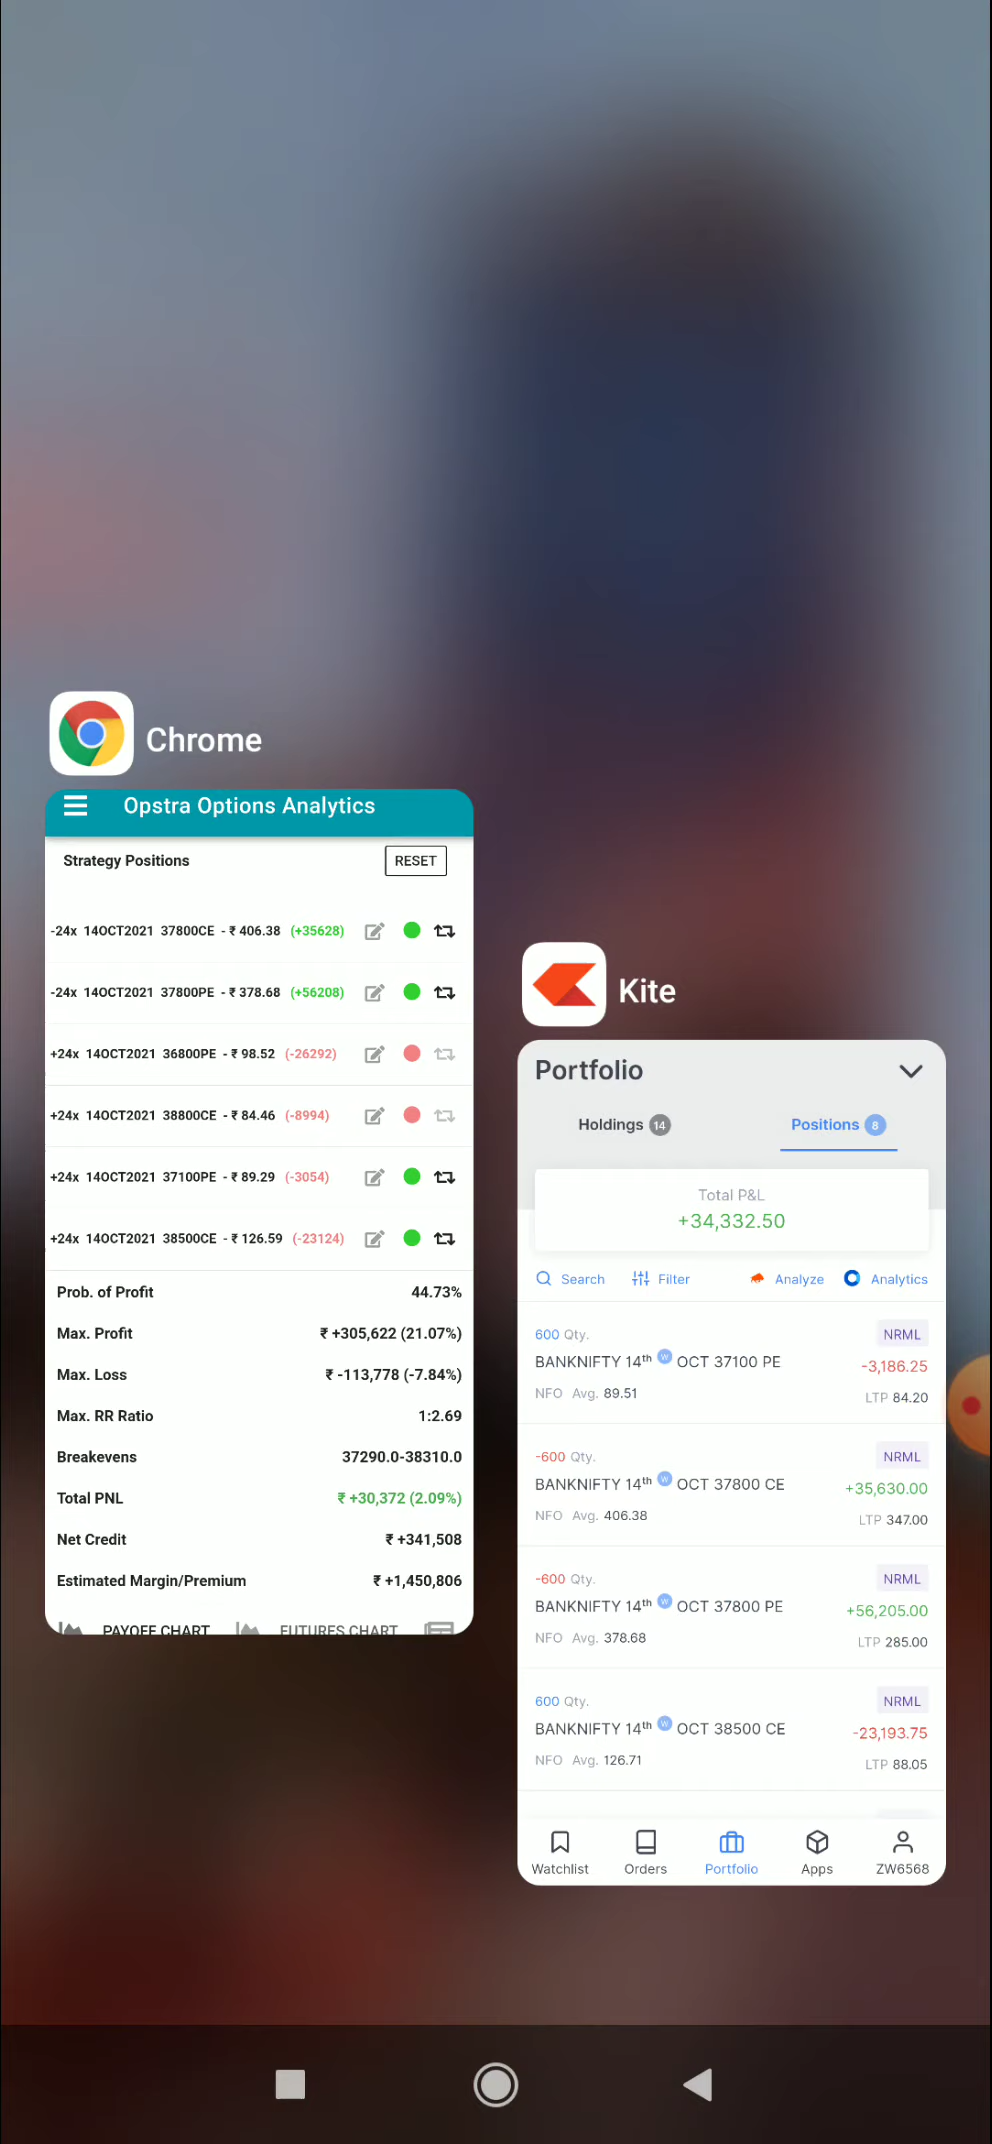 Chrome
Opstra Options Analytics
Strategy Positions RESET
-24x 14OCT2021 37800CE - ₹ 406.38 (+35628)
-24x 14OCT2021 37800PE - ₹ 378.68 (+56208)
+24x 14OCT2021 36800PE - ₹ 98.52 (-26292)
+24x 14OCT2021 38800CE - ₹ 84.46 (-8994)
+24x 14OCT2021 37100PE - ₹ 89.29 (-3054)
+24x 14OCT2021 38500CE - ₹ 126.59 (-23124)
Prob. of Profit 44.73%
Max. Profit ₹ +305,622 (21.07%)
Max. Loss ₹ -113,778 (-7.84%)
Max. RR Ratio 1:2.69
Breakevens 37290.0-38310.0
Total PNL ₹ +30,372 (2.09%)
Net Credit ₹ +341,508
Estimated Margin/Premium ₹ +1,450,806
PAYOFF CHART FUTURES CHART
Kite
Portfolio
Holdings 14 Positions 8
Total P&L
+34,332.50
Search Filter Analyze Analytics
600 Qty. NRML
BANKNIFTY 14th W OCT 37100 PE -3,186.25
NFO Avg. 89.51 LTP 84.20
-600 Qty. NRML
BANKNIFTY 14th W OCT 37800 CE +35,630.00
NFO Avg. 406.38 LTP 347.00
-600 Qty. NRML
BANKNIFTY 14th W OCT 37800 PE +56,205.00
NFO Avg. 378.68 LTP 285.00
600 Qty. NRML
BANKNIFTY 14th W OCT 38500 CE -23,193.75
NFO Avg. 126.71 LTP 88.05
Watchlist Orders Portfolio Apps ZW6568